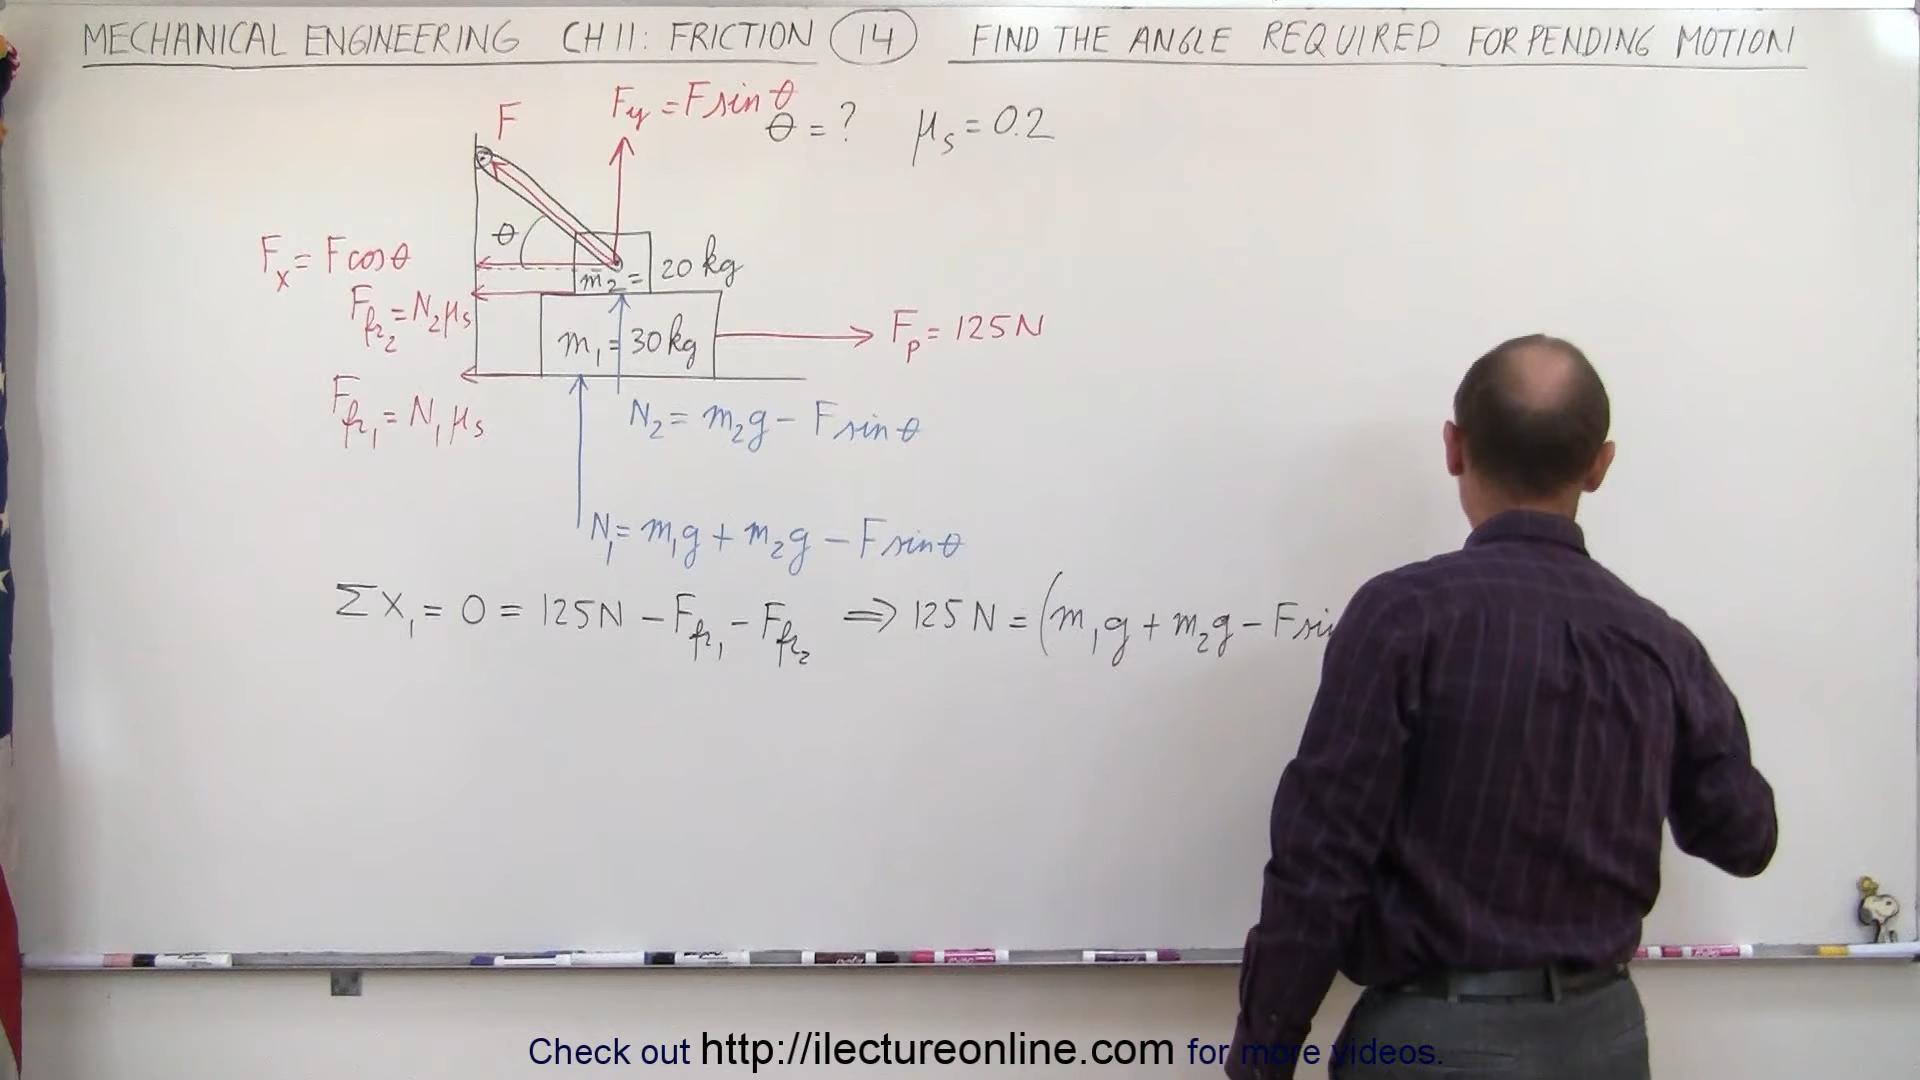 MECHANICAL ENGINEERING CH 11: FRICTION 14 FIND THE ANGLE REQUIRED FOR PENDING MOTION!
F
Fy = F sin θ
θ = ? μs = 0.2
θ
Fx = F cos θ
m2 = 20 kg
Ffr2 = N2 μs
m1 = 30 kg
Fp = 125 N
Ffr1 = N1 μs
N2 = m2g - F sin θ
N1 = m1g + m2g - F sin θ
Σ X1 = 0 = 125 N - Ffr1 - Ffr2 ⇒ 125 N = (m1g + m2g - F sin
Check out http://ilectureonline.com for more videos.